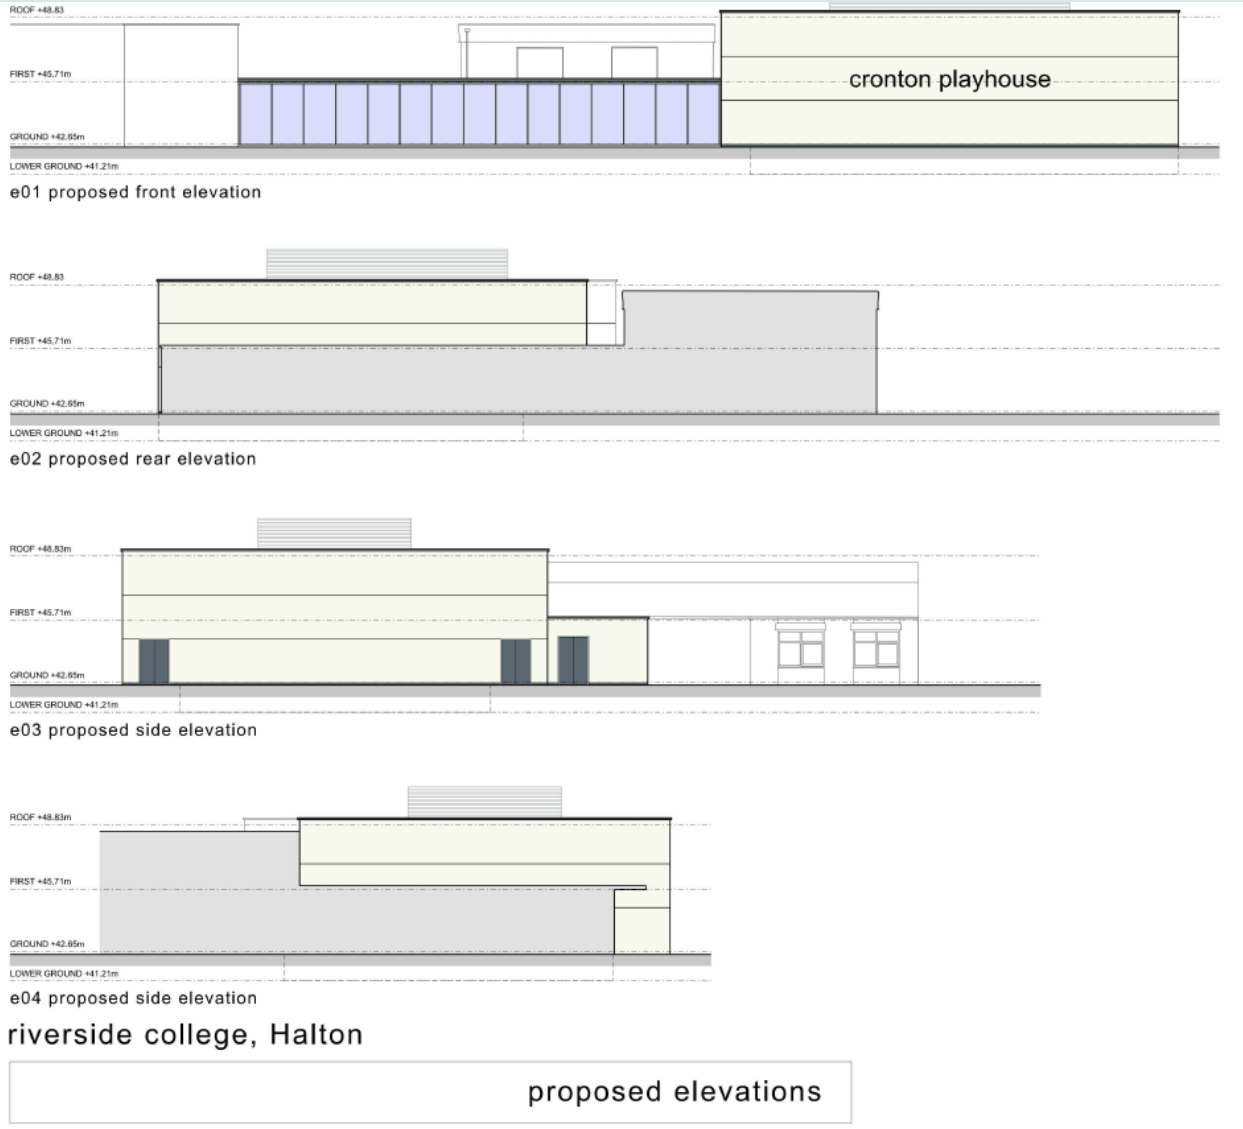 ROOF +48.83
FIRST +45.71m
cronton playhouse
GROUND +42.65m
LOWER GROUND +41.21m
e01 proposed front elevation
ROOF +48.83
FIRST +45.71m
GROUND +42.65m
LOWER GROUND +41.21m
e02 proposed rear elevation
ROOF +48.83m
FIRST +45.71m
GROUND +42.65m
LOWER GROUND +41.21m
e03 proposed side elevation
ROOF +48.83m
FIRST +45.71m
GROUND +42.65m
LOWER GROUND +41.21m
e04 proposed side elevation
riverside college, Halton
proposed elevations